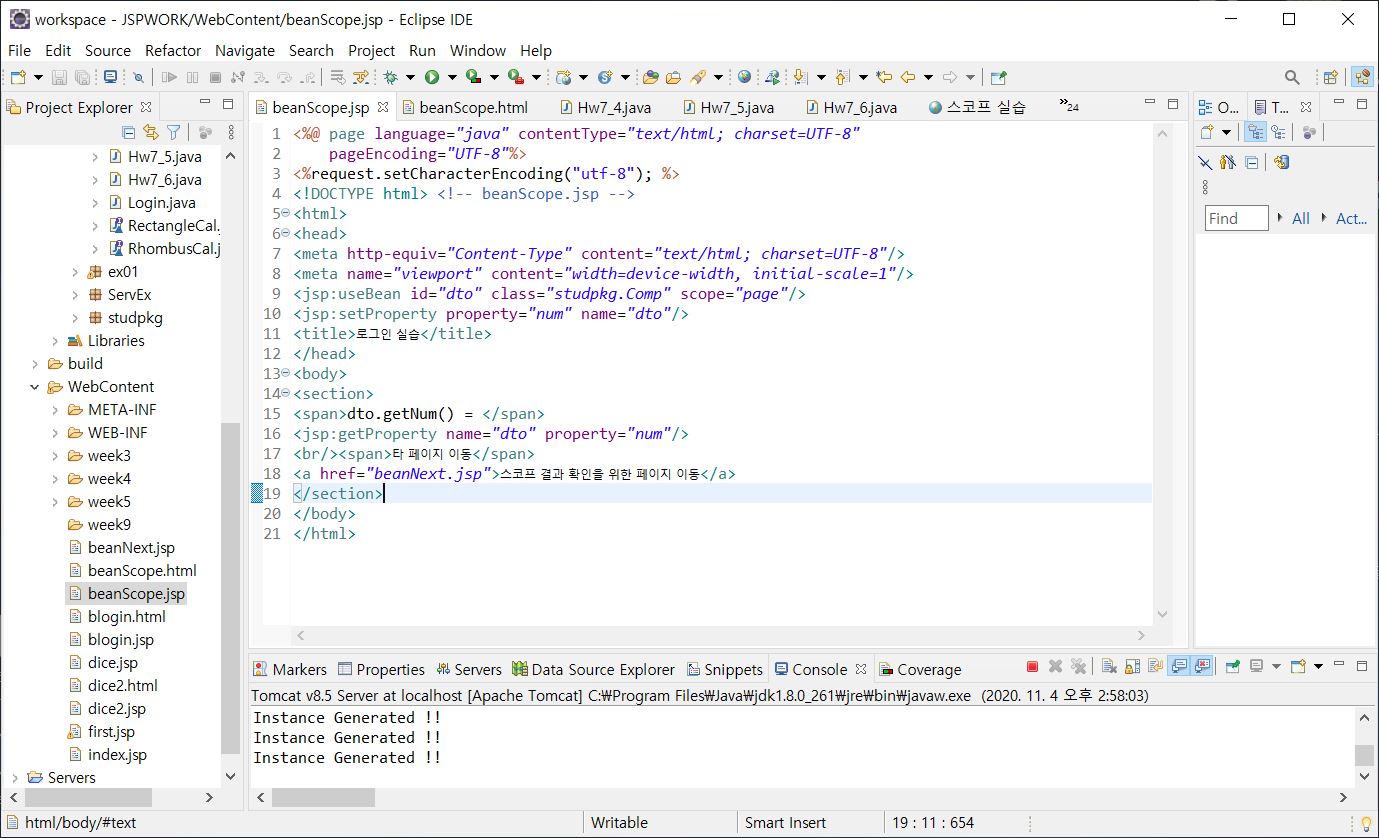 workspace - JSPWORK/WebContent/beanScope.jsp - Eclipse IDE
File Edit Source Refactor Navigate Search Project Run Window Help
Project Explorer
beanScope.jsp beanScope.html Hw7_4.java Hw7_5.java Hw7_6.java 스코프 실습 »24
O... T...
Hw7_5.java
Hw7_6.java
Login.java
RectangleCal.
RhombusCal.j
ex01
ServEx
studpkg
Libraries
build
WebContent
META-INF
WEB-INF
week3
week4
week5
week9
beanNext.jsp
beanScope.html
beanScope.jsp
blogin.html
blogin.jsp
dice.jsp
dice2.html
dice2.jsp
first.jsp
index.jsp
Servers
1 <%@ page language="java" contentType="text/html; charset=UTF-8"
2     pageEncoding="UTF-8"%>
3 <%request.setCharacterEncoding("utf-8"); %>
4 <!DOCTYPE html> <!-- beanScope.jsp -->
5 <html>
6 <head>
7 <meta http-equiv="Content-Type" content="text/html; charset=UTF-8"/>
8 <meta name="viewport" content="width=device-width, initial-scale=1"/>
9 <jsp:useBean id="dto" class="studpkg.Comp" scope="page"/>
10 <jsp:setProperty property="num" name="dto"/>
11 <title>로그인 실습</title>
12 </head>
13 <body>
14 <section>
15 <span>dto.getNum() = </span>
16 <jsp:getProperty name="dto" property="num"/>
17 <br/><span>타 페이지 이동</span>
18 <a href="beanNext.jsp">스코프 결과 확인을 위한 페이지 이동</a>
19 </section>
20 </body>
21 </html>
Find All Act...
Markers Properties Servers Data Source Explorer Snippets Console Coverage
Tomcat v8.5 Server at localhost [Apache Tomcat] C:₩Program Files₩Java₩jdk1.8.0_261₩jre₩bin₩javaw.exe (2020. 11. 4 오후 2:58:03)
Instance Generated !!
Instance Generated !!
Instance Generated !!
html/body/#text Writable Smart Insert 19 : 11 : 654